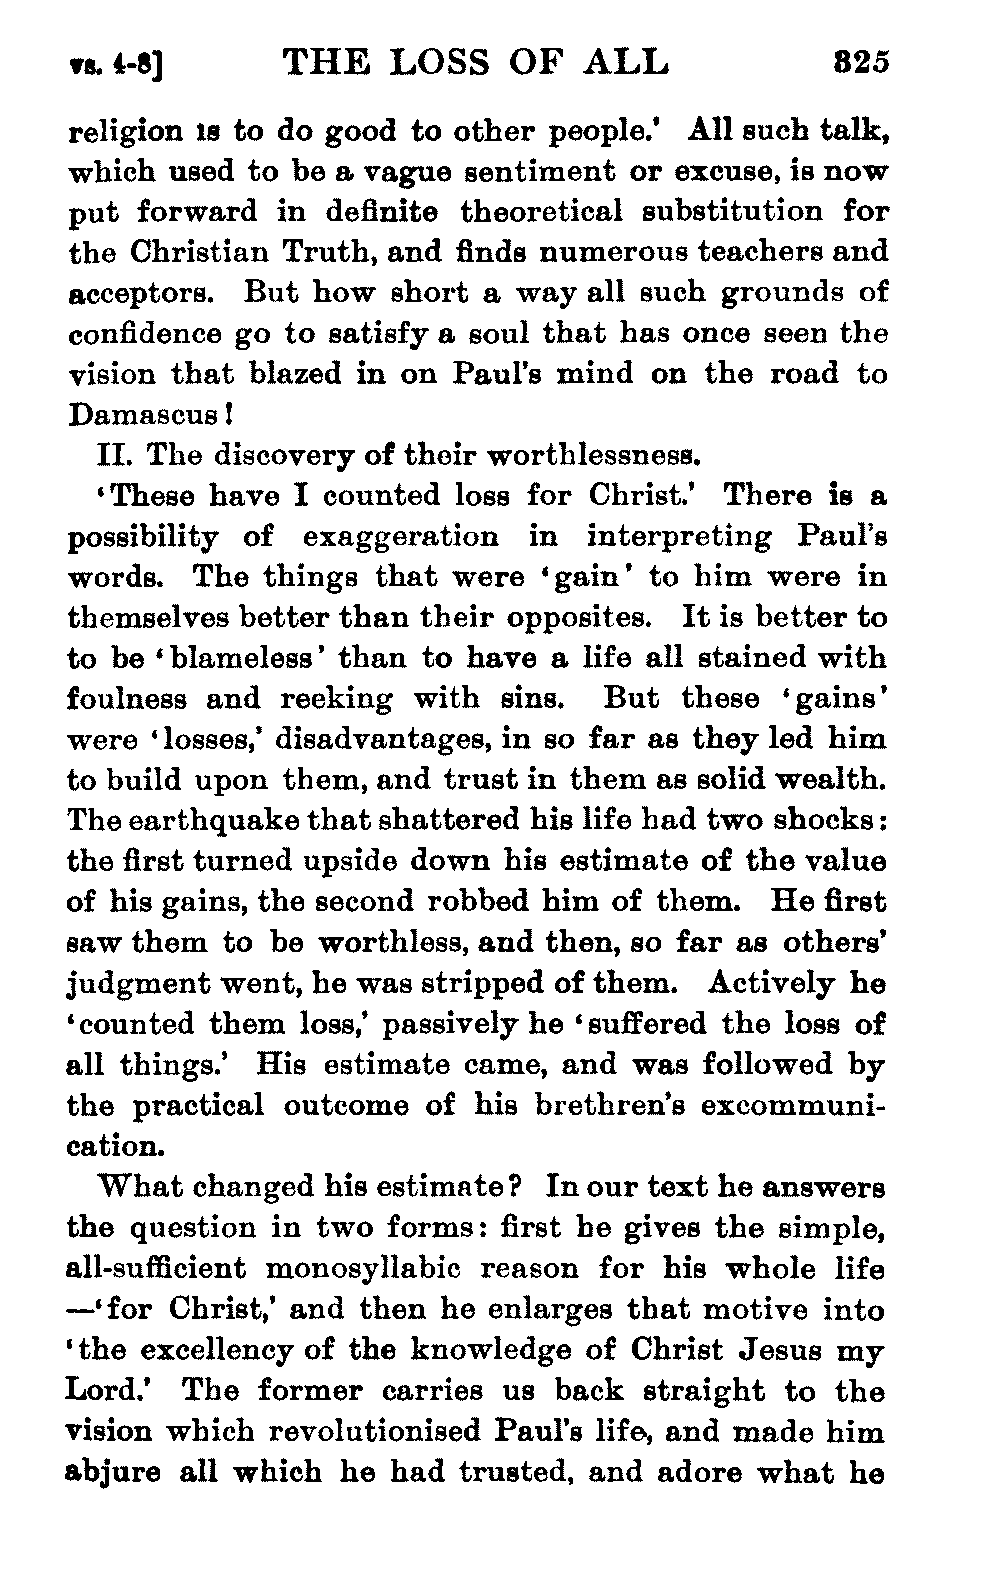 vs. 4-8] THE LOSS OF ALL 325
religion is to do good to other people.' All such talk,
which used to be a vague sentiment or excuse, is now
put forward in definite theoretical substitution for
the Christian Truth, and finds numerous teachers and
acceptors. But how short a way all such grounds of
confidence go to satisfy a soul that has once seen the
vision that blazed in on Paul's mind on the road to
Damascus!
II. The discovery of their worthlessness.
'These have I counted loss for Christ.' There is a
possibility of exaggeration in interpreting Paul's
words. The things that were 'gain' to him were in
themselves better than their opposites. It is better to
to be 'blameless' than to have a life all stained with
foulness and reeking with sins. But these 'gains'
were 'losses,' disadvantages, in so far as they led him
to build upon them, and trust in them as solid wealth.
The earthquake that shattered his life had two shocks:
the first turned upside down his estimate of the value
of his gains, the second robbed him of them. He first
saw them to be worthless, and then, so far as others'
judgment went, he was stripped of them. Actively he
'counted them loss,' passively he 'suffered the loss of
all things.' His estimate came, and was followed by
the practical outcome of his brethren's excommuni-
cation.
What changed his estimate? In our text he answers
the question in two forms: first he gives the simple,
all-sufficient monosyllabic reason for his whole life
—'for Christ,' and then he enlarges that motive into
'the excellency of the knowledge of Christ Jesus my
Lord.' The former carries us back straight to the
vision which revolutionised Paul's life, and made him
abjure all which he had trusted, and adore what he